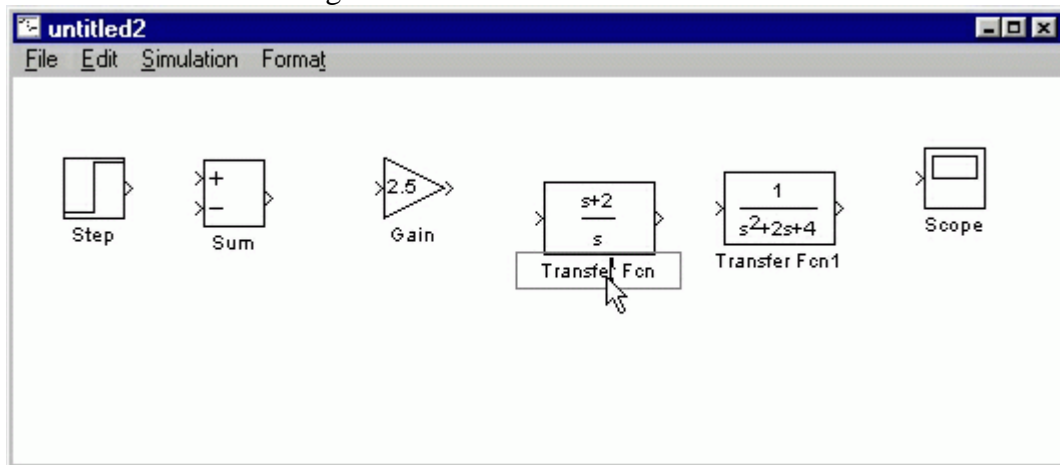 untitled2
File Edit Simulation Format
Step
+
−
Sum
2.5
Gain
s+2
s
Transfer Fcn
1
s2+2s+4
Transfer Fcn1
Scope